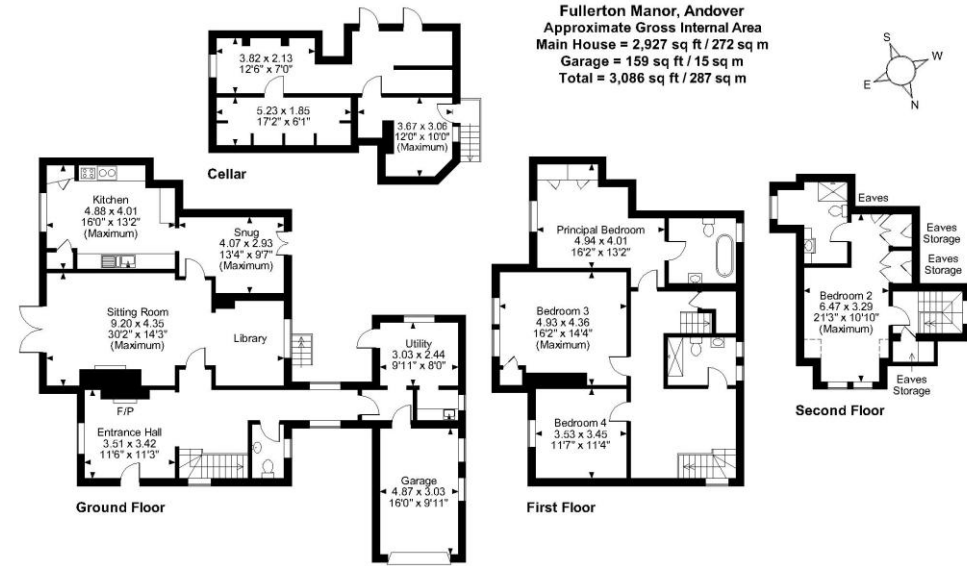 Fullerton Manor, Andover
Approximate Gross Internal Area
Main House = 2,927 sq ft / 272 sq m
Garage = 159 sq ft / 15 sq m
Total = 3,086 sq ft / 287 sq m
S
W
E
N
3.82 x 2.13
12'6" x 7'0"
5.23 x 1.85
17'2" x 6'1"
3.67 x 3.06
12'0" x 10'0"
(Maximum)
Cellar
Kitchen
4.88 x 4.01
16'0" x 13'2"
(Maximum)
Snug
4.07 x 2.93
13'4" x 9'7"
(Maximum)
Sitting Room
9.20 x 4.35
30'2" x 14'3"
(Maximum)
Library
Utility
3.03 x 2.44
9'11" x 8'0"
F/P
Entrance Hall
3.51 x 3.42
11'6" x 11'3"
Garage
4.87 x 3.03
16'0" x 9'11"
Ground Floor
Principal Bedroom
4.94 x 4.01
16'2" x 13'2"
Bedroom 3
4.93 x 4.36
16'2" x 14'4"
(Maximum)
Bedroom 4
3.53 x 3.45
11'7" x 11'4"
First Floor
Eaves
Eaves
Storage
Eaves
Storage
Bedroom 2
6.47 x 3.29
21'3" x 10'10"
(Maximum)
Eaves
Storage
Second Floor